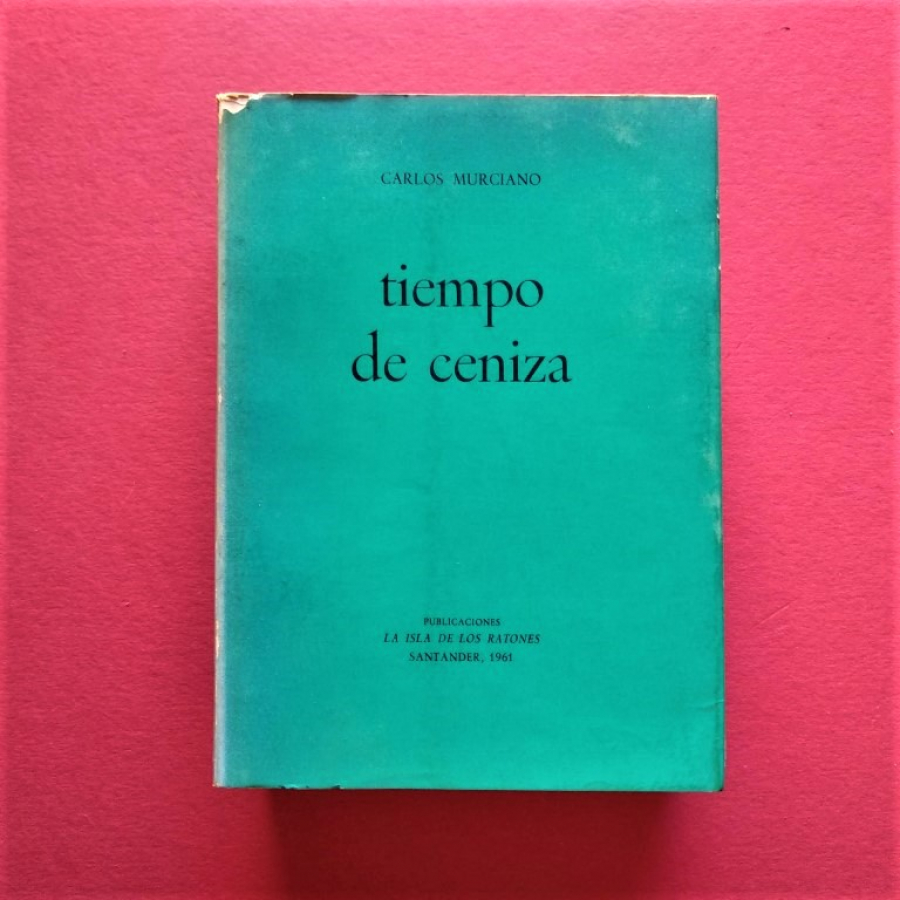 CARLOS MURCIANO
tiempo
de ceniza
PUBLICACIONES
LA ISLA DE LOS RATONES
SANTANDER, 1961